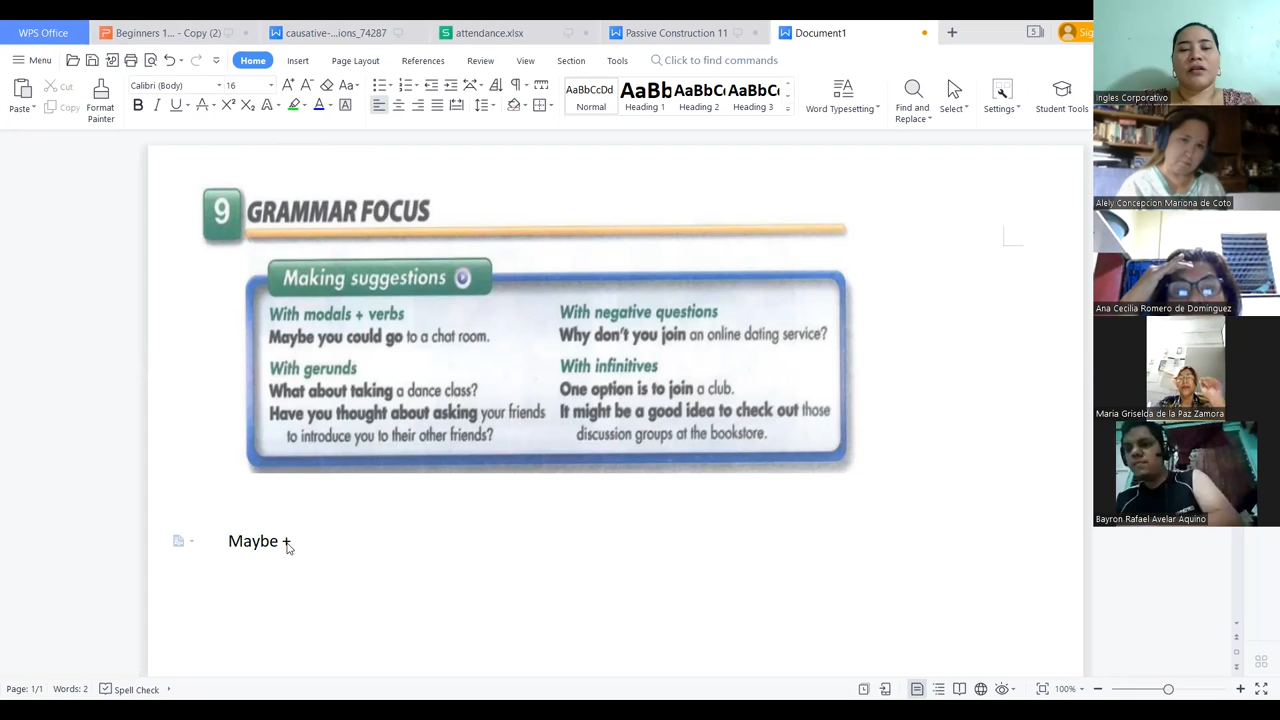 WPS Office
Beginners 1... - Copy (2)
causative-...ions_7428
attendance.xlsx
Passive Construction 11
Document1
Sig
Menu
Home
Insert
Page Layout
References
Review
View
Section
Tools
Click to find commands
Paste
Cut
Copy
Format Painter
Calibri (Body)
16
AaBbCcDd
Normal
AaBb
Heading 1
AaBbC
Heading 2
AaBbC
Heading 3
Word Typesetting
Find and Replace
Select
Settings
Student Tools
9 GRAMMAR FOCUS
Making suggestions
With modals + verbs
Maybe you could go to a chat room.
With gerunds
What about taking a dance class?
Have you thought about asking your friends
to introduce you to their other friends?
With negative questions
Why don't you join an online dating service?
With infinitives
One option is to join a club.
It might be a good idea to check out those
discussion groups at the bookstore.
Maybe +
Ingles Corporativo
Alely Concepcion Mariona de Coto
Ana Cecilia Romero de Dominguez
Maria Griselda de la Paz Zamora
Bayron Rafael Avelar Aquino
Page: 1/1
Words: 2
Spell Check
100%